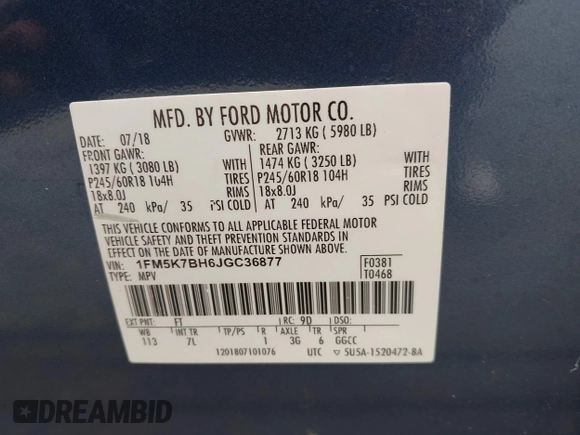 MFD. BY FORD MOTOR CO.
DATE: 07/18 GVWR: 2713 KG ( 5980 LB)
FRONT GAWR: REAR GAWR:
1397 KG ( 3080 LB) WITH 1474 KG ( 3250 LB) WITH
P245/60R18 104H TIRES P245/60R18 104H TIRES
18x8.0J RIMS 18x8.0J RIMS
AT 240 kPa/ 35 PSI COLD AT 240 kPa/ 35 PSI COLD
THIS VEHICLE CONFORMS TO ALL APPLICABLE FEDERAL MOTOR
VEHICLE SAFETY AND THEFT PREVENTION STANDARDS IN
EFFECT ON THE DATE OF MANUFACTURE SHOWN ABOVE.
VIN: 1FM5K7BH6JGC36877 F0381
TYPE: MPV T0468
EXT PNT: FT RC: 9D DSO:
WB INT TR TP/PS R AXLE TR SPR
113 7L 1 3G 6 GGCC
1201807101076 UTC ▽ 5U5A-1520472-8A
DREAMBID